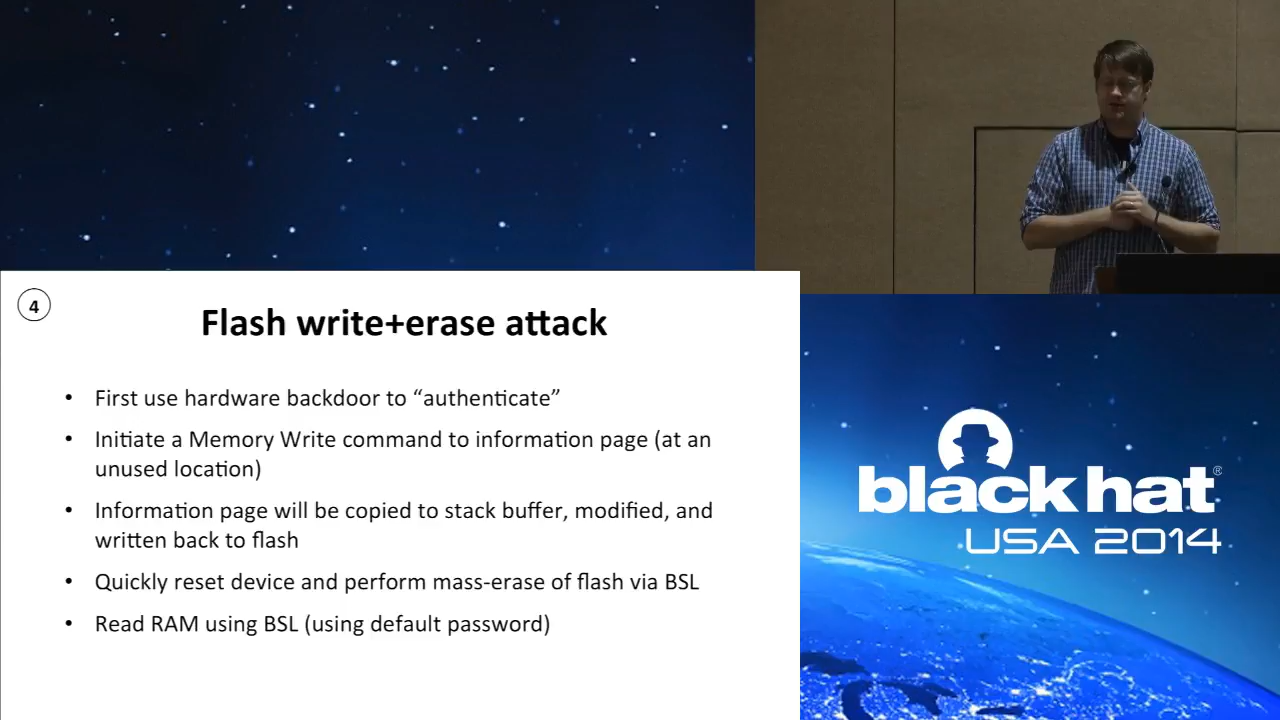 4
Flash write+erase attack
• First use hardware backdoor to “authenticate”
• Initiate a Memory Write command to information page (at an
unused location)
• Information page will be copied to stack buffer, modified, and
written back to flash
• Quickly reset device and perform mass-erase of flash via BSL
• Read RAM using BSL (using default password)
black hat®
USA 2014